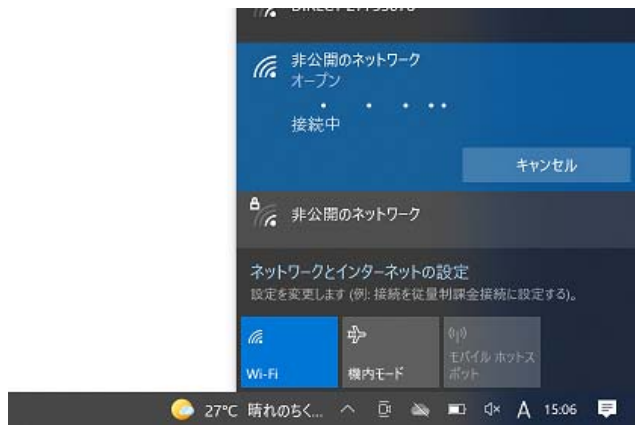 非公開のネットワーク
オープン
接続中
キャンセル
非公開のネットワーク
ネットワークとインターネットの設定
設定を変更します (例: 接続を従量制課金接続に設定する)。
Wi-Fi
機内モード
モバイル ホットス
ポット
27°C 晴れのちく... A 15:06